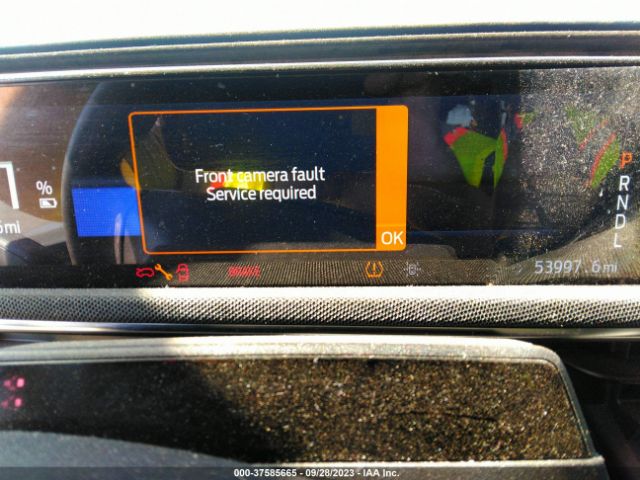 Front camera fault
Service required
OK
%
mi
P
R
N
D
L
BRAKE
53997.6 mi
000-37585665 - 09/28/2023 - IAA Inc.